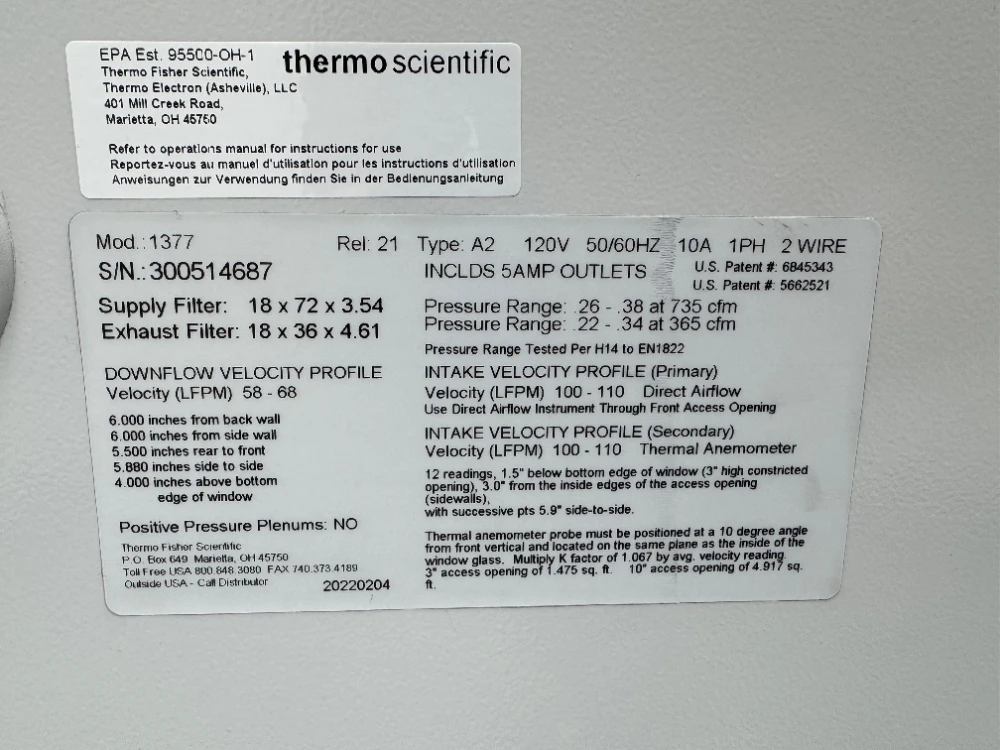 EPA Est. 95500-OH-1
thermo scientific
Thermo Fisher Scientific,
Thermo Electron (Asheville), LLC
401 Mill Creek Road,
Marietta, OH 45750
Refer to operations manual for instructions for use
Reportez-vous au manuel d'utilisation pour les instructions d'utilisation
Anweisungen zur Verwendung finden Sie in der Bedienungsanleitung
Mod.:1377 Rel: 21 Type: A2 120V 50/60HZ 10A 1PH 2 WIRE
S/N.:300514687 INCLDS 5AMP OUTLETS
U.S. Patent #: 6845343
U.S. Patent #: 5662521
Supply Filter: 18 x 72 x 3.54
Exhaust Filter: 18 x 36 x 4.61
Pressure Range: .26 - .38 at 735 cfm
Pressure Range: .22 - .34 at 365 cfm
Pressure Range Tested Per H14 to EN1822
DOWNFLOW VELOCITY PROFILE
Velocity (LFPM) 58 - 68
6.000 inches from back wall
6.000 inches from side wall
5.500 inches rear to front
5.880 inches side to side
4.000 inches above bottom
edge of window
Positive Pressure Plenums: NO
Thermo Fisher Scientific
P.O. Box 649 Marietta, OH 45750
Toll Free USA 800.848.3080 FAX 740.373.4189
Outside USA - Call Distributor
20220204
INTAKE VELOCITY PROFILE (Primary)
Velocity (LFPM) 100 - 110 Direct Airflow
Use Direct Airflow Instrument Through Front Access Opening
INTAKE VELOCITY PROFILE (Secondary)
Velocity (LFPM) 100 - 110 Thermal Anemometer
12 readings, 1.5" below bottom edge of window (3" high constricted
opening), 3.0" from the inside edges of the access opening
(sidewalls),
with successive pts 5.9" side-to-side.
Thermal anemometer probe must be positioned at a 10 degree angle
from front vertical and located on the same plane as the inside of the
window glass. Multiply K factor of 1.067 by avg. velocity reading.
3" access opening of 1.475 sq. ft. 10" access opening of 4.917 sq.
ft.